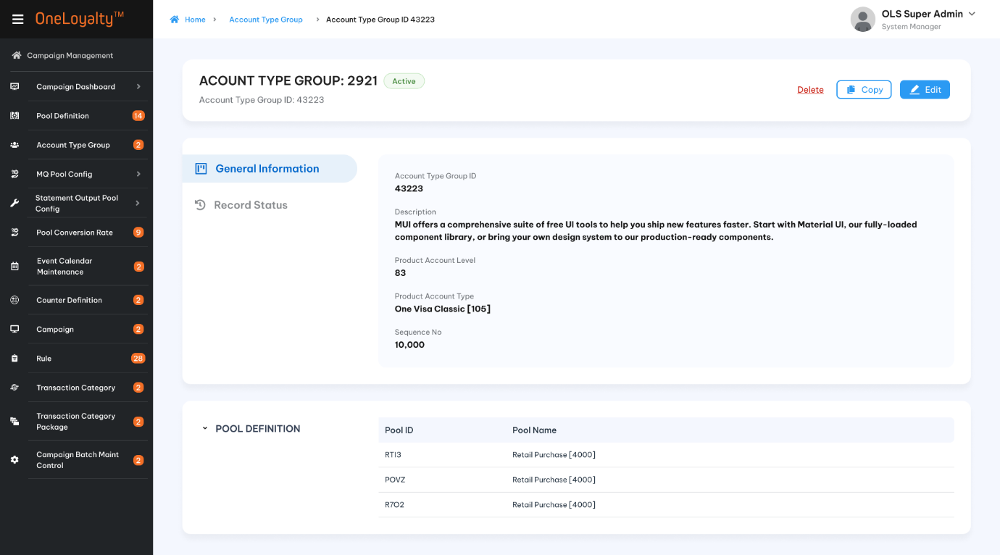 OneLoyalty™
Home
Account Type Group
Account Type Group ID 43223
OLS Super Admin
System Manager
Campaign Management
Campaign Dashboard
Pool Definition 14
Account Type Group 2
MQ Pool Config
Statement Output Pool
Config
Pool Conversion Rate 9
Event Calendar
Maintenance 2
Counter Definition 2
Campaign 2
Rule 28
Transaction Category 2
Transaction Category
Package 2
Campaign Batch Maint
Control 2
ACOUNT TYPE GROUP: 2921 Active
Account Type Group ID: 43223
Delete Copy Edit
General Information
Record Status
Account Type Group ID
43223
Description
MUI offers a comprehensive suite of free UI tools to help you ship new features faster. Start with Material UI, our fully-loaded
component library, or bring your own design system to our production-ready components.
Product Account Level
83
Product Account Type
One Visa Classic [105]
Sequence No
10,000
POOL DEFINITION
Pool ID Pool Name
RTI3 Retail Purchase [4000]
POVZ Retail Purchase [4000]
R7O2 Retail Purchase [4000]